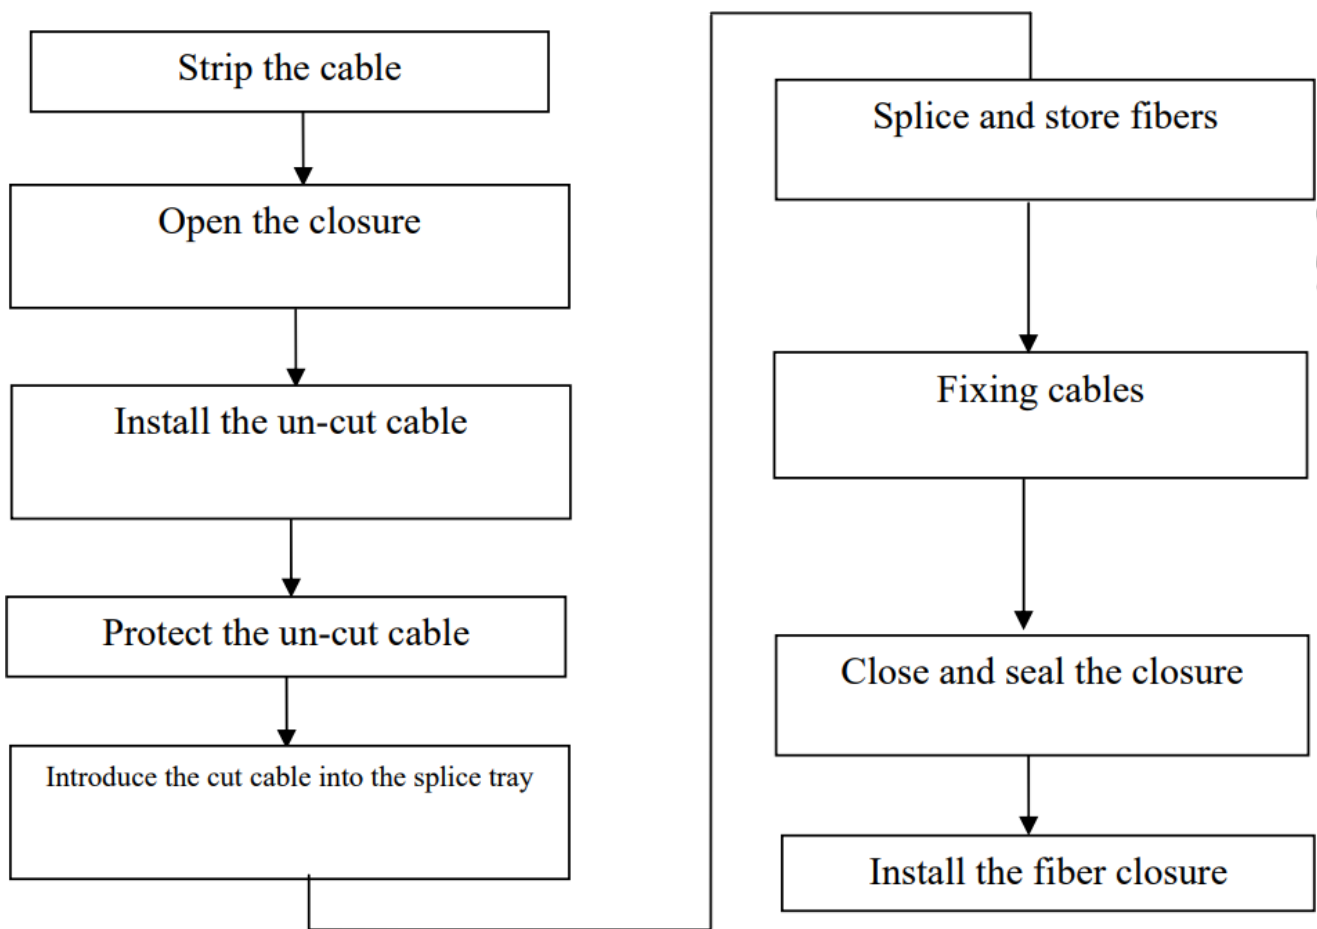 Strip the cable
Open the closure
Install the un-cut cable
Protect the un-cut cable
Introduce the cut cable into the splice tray
Splice and store fibers
Fixing cables
Close and seal the closure
Install the fiber closure